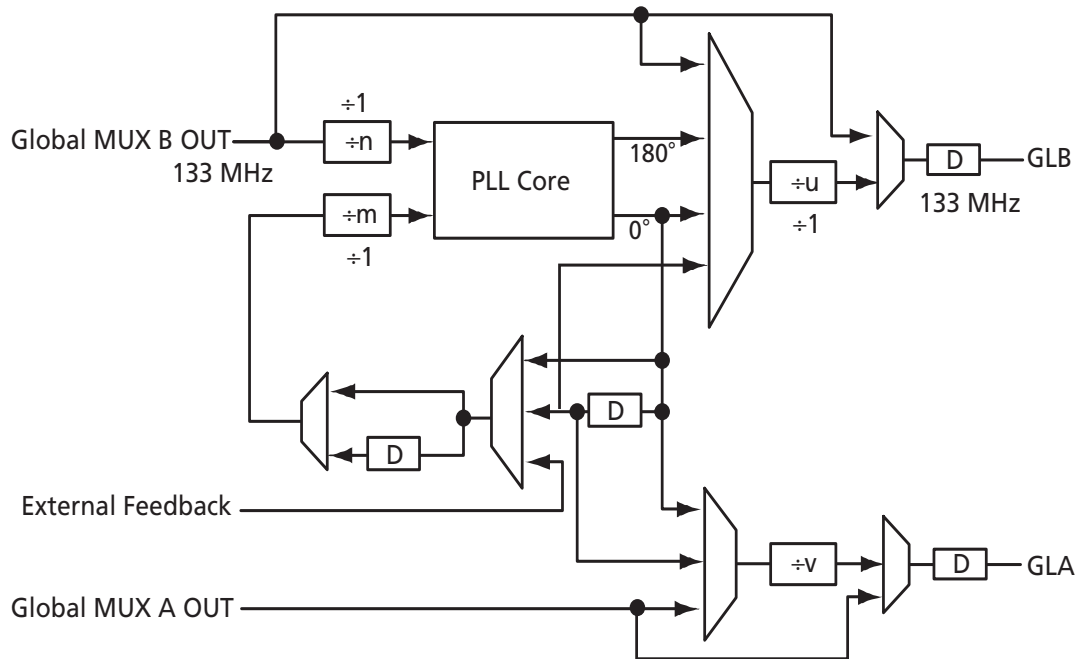 ÷1
Global MUX B OUT
÷n
133 MHz
PLL Core
180°
0°
÷m
÷1
÷u
÷1
D
GLB
133 MHz
D
D
External Feedback
÷v
D
GLA
Global MUX A OUT